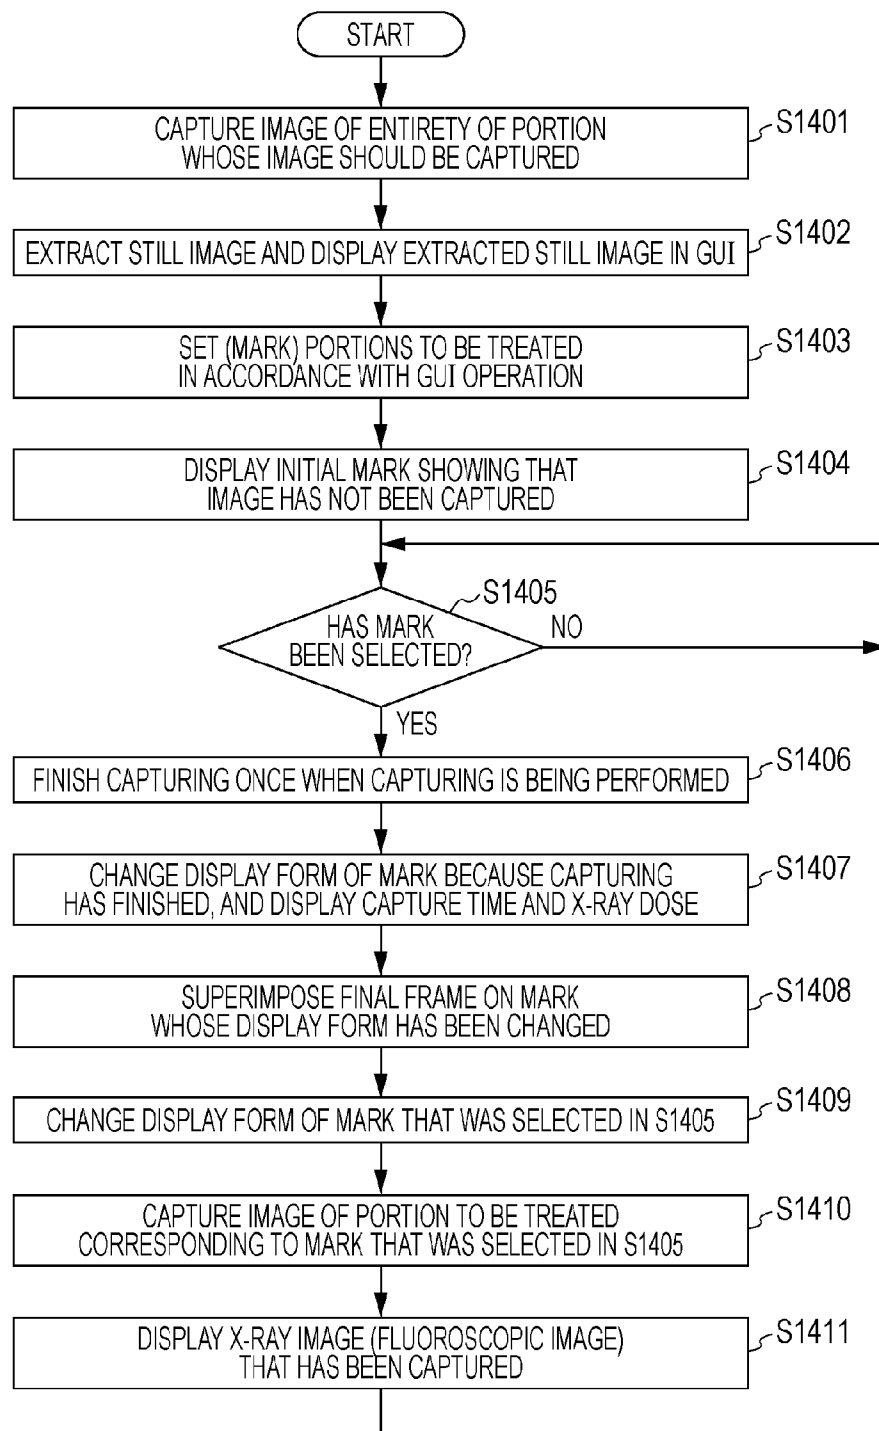 START
CAPTURE IMAGE OF ENTIRETY OF PORTION
WHOSE IMAGE SHOULD BE CAPTURED
S1401
EXTRACT STILL IMAGE AND DISPLAY EXTRACTED STILL IMAGE IN GUI
S1402
SET (MARK) PORTIONS TO BE TREATED
IN ACCORDANCE WITH GUI OPERATION
S1403
DISPLAY INITIAL MARK SHOWING THAT
IMAGE HAS NOT BEEN CAPTURED
S1404
S1405
HAS MARK
BEEN SELECTED?
NO
YES
FINISH CAPTURING ONCE WHEN CAPTURING IS BEING PERFORMED
S1406
CHANGE DISPLAY FORM OF MARK BECAUSE CAPTURING
HAS FINISHED, AND DISPLAY CAPTURE TIME AND X-RAY DOSE
S1407
SUPERIMPOSE FINAL FRAME ON MARK
WHOSE DISPLAY FORM HAS BEEN CHANGED
S1408
CHANGE DISPLAY FORM OF MARK THAT WAS SELECTED IN S1405
S1409
CAPTURE IMAGE OF PORTION TO BE TREATED
CORRESPONDING TO MARK THAT WAS SELECTED IN S1405
S1410
DISPLAY X-RAY IMAGE (FLUOROSCOPIC IMAGE)
THAT HAS BEEN CAPTURED
S1411